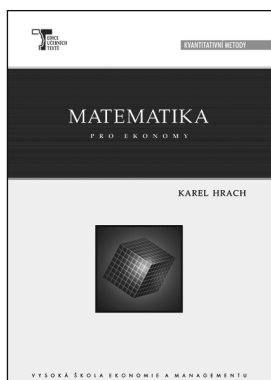 EDICE
UČEBNÍCH
TEXTŮ
KVANTITATIVNÍ METODY
MATEMATIKA
PRO EKONOMY
KAREL HRACH
VYSOKÁ ŠKOLA EKONOMIE A MANAGEMENTU